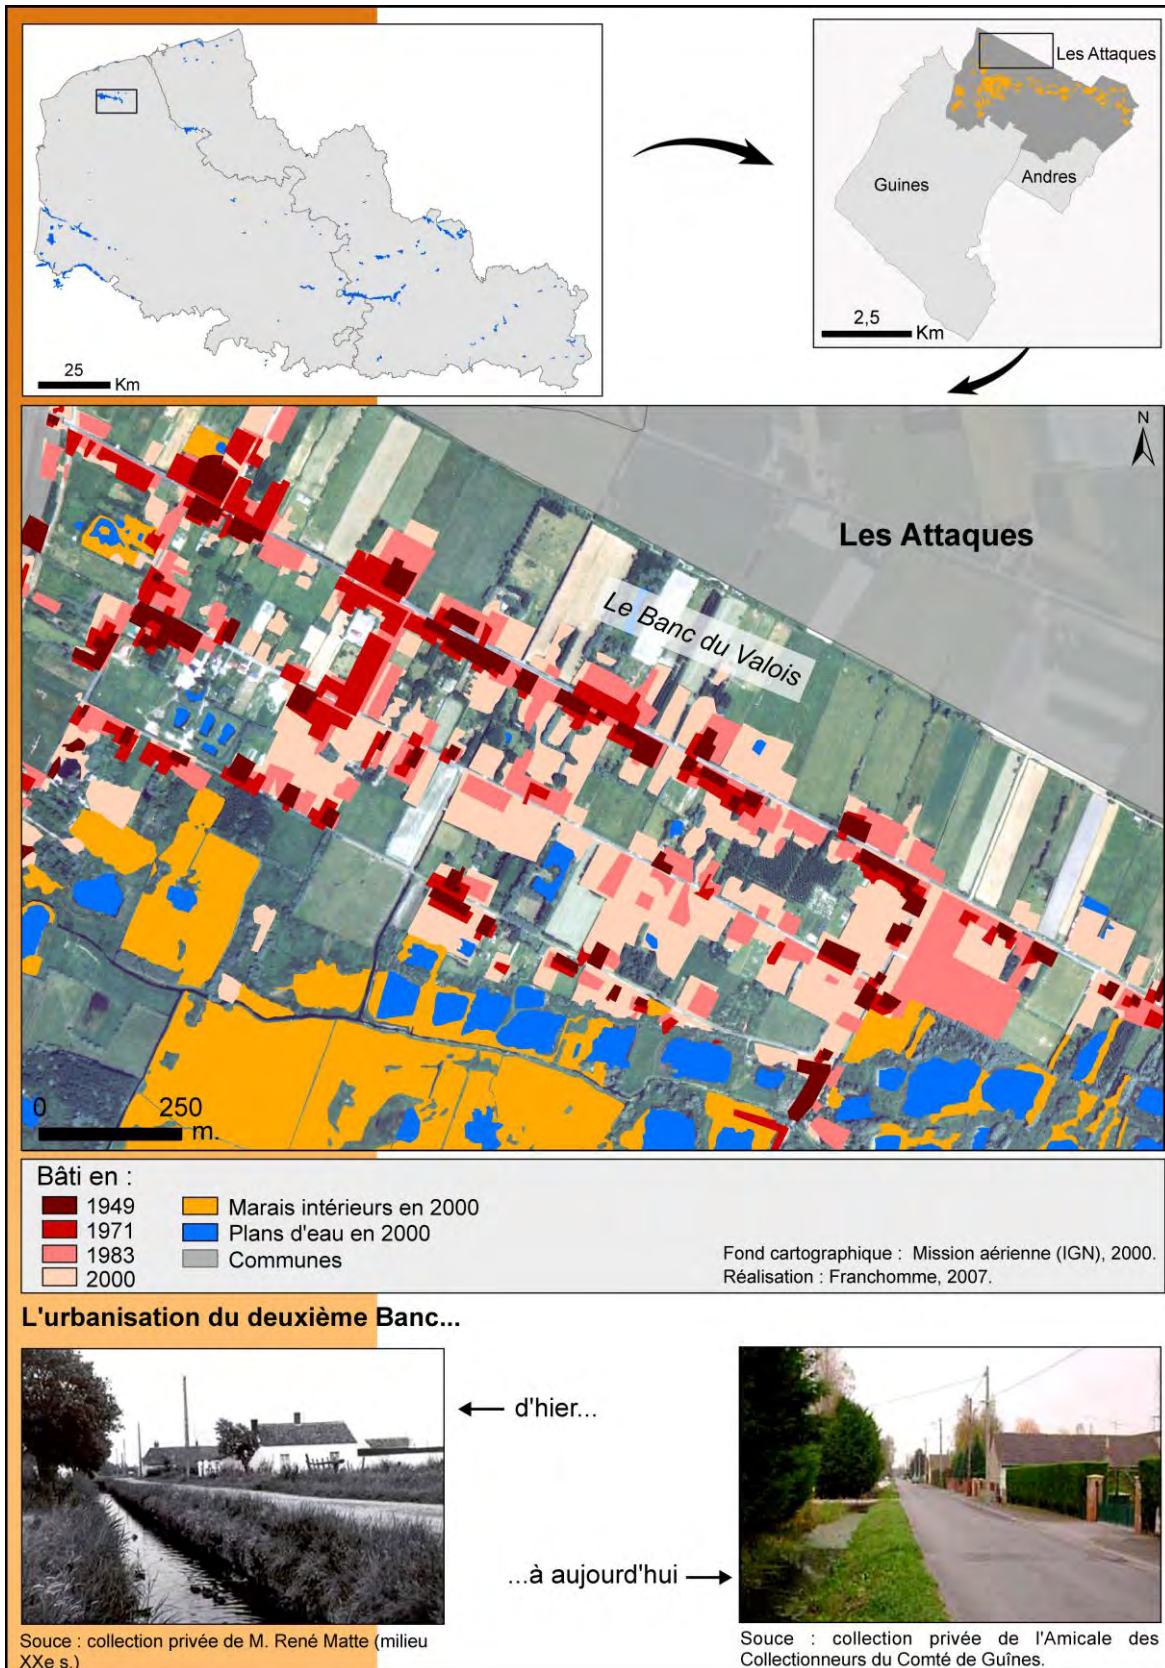 25
Km
Les Attaques
Guines
Andres
2,5
Km
N
Les Attaques
Le Banc du Valois
0
250
m.
Bâti en :
1949
1971
1983
2000
Marais intérieurs en 2000
Plans d'eau en 2000
Communes
Fond cartographique : Mission aérienne (IGN), 2000.
Réalisation : Franchomme, 2007.
L'urbanisation du deuxième Banc...
d'hier...
...à aujourd'hui
Souce : collection privée de M. René Matte (milieu
XXe s.)
Souce : collection privée de l'Amicale des
Collectionneurs du Comté de Guînes.